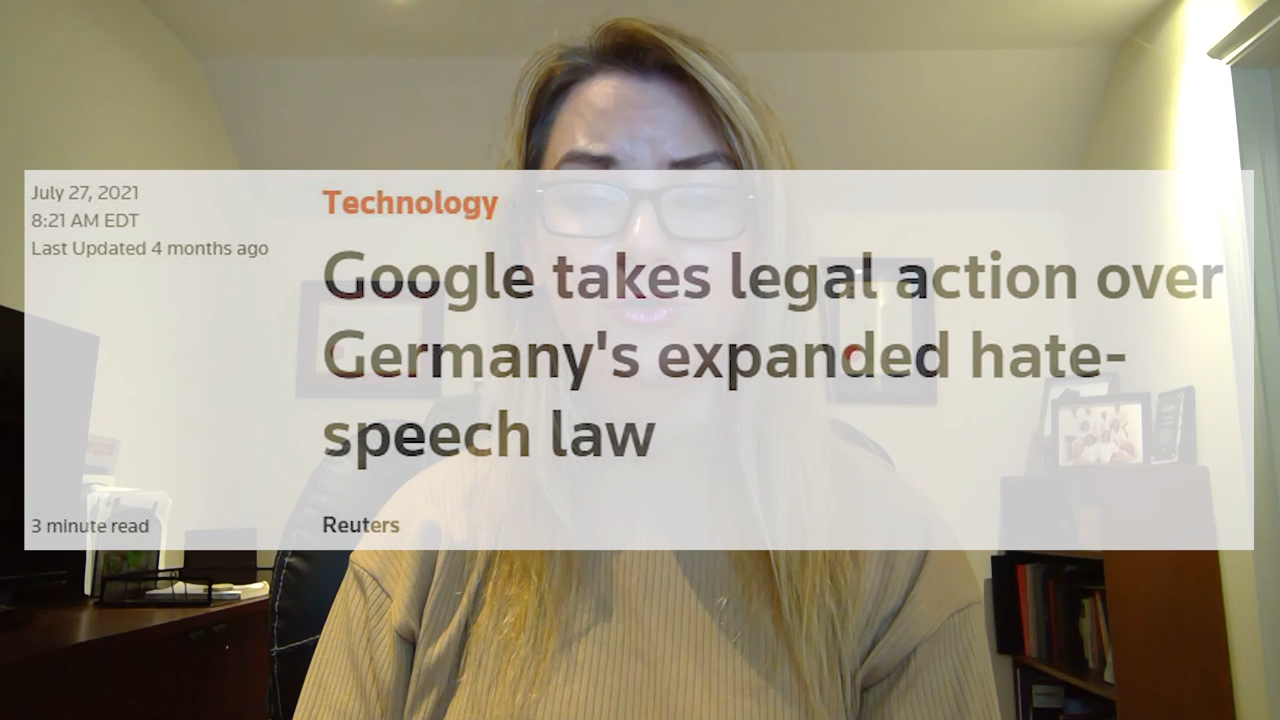 July 27, 2021
8:21 AM EDT
Last Updated 4 months ago
Technology
Google takes legal action over
Germany's expanded hate-
speech law
3 minute read
Reuters